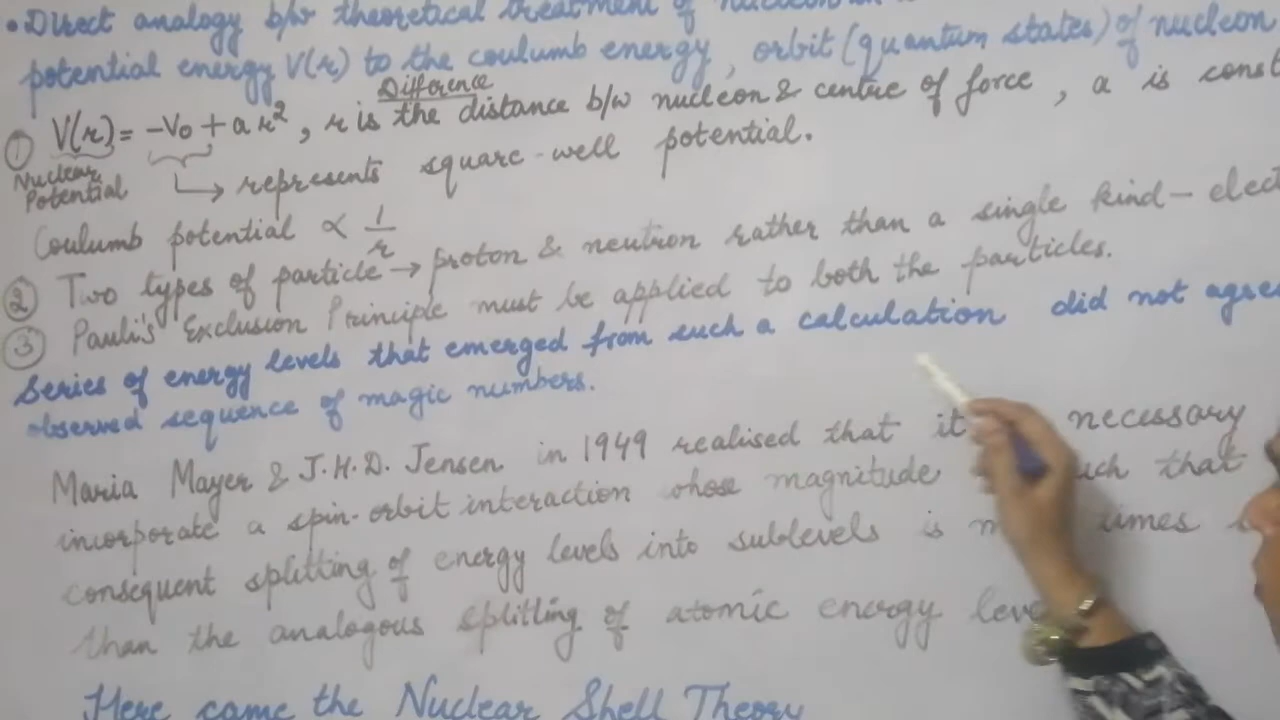 • Direct analogy b/w theoretical treatment of nucleon
potential energy V(r) to the coulumb energy, orbit (quantum states) of nucleon
Difference
① V(r) = -V₀ + ar², r is the distance b/w nucleon & centre of force, a is const
Nuclear Potential
↳ represents square-well potential.
Coulumb potential ∝ 1/r
② Two types of particle → proton & neutron rather than a single kind - elect
③ Pauli's Exclusion Principle must be applied to both the particles.
Series of energy levels that emerged from such a calculation did not agree
observed sequence of magic numbers.
Maria Mayer & J.H.D. Jensen in 1949 realised that it necessary
incorporate a spin-orbit interaction whose magnitude such that
consequent splitting of energy levels into sublevels is times
than the analogous splitting of atomic energy leve
Here came the Nuclear Shell Theory